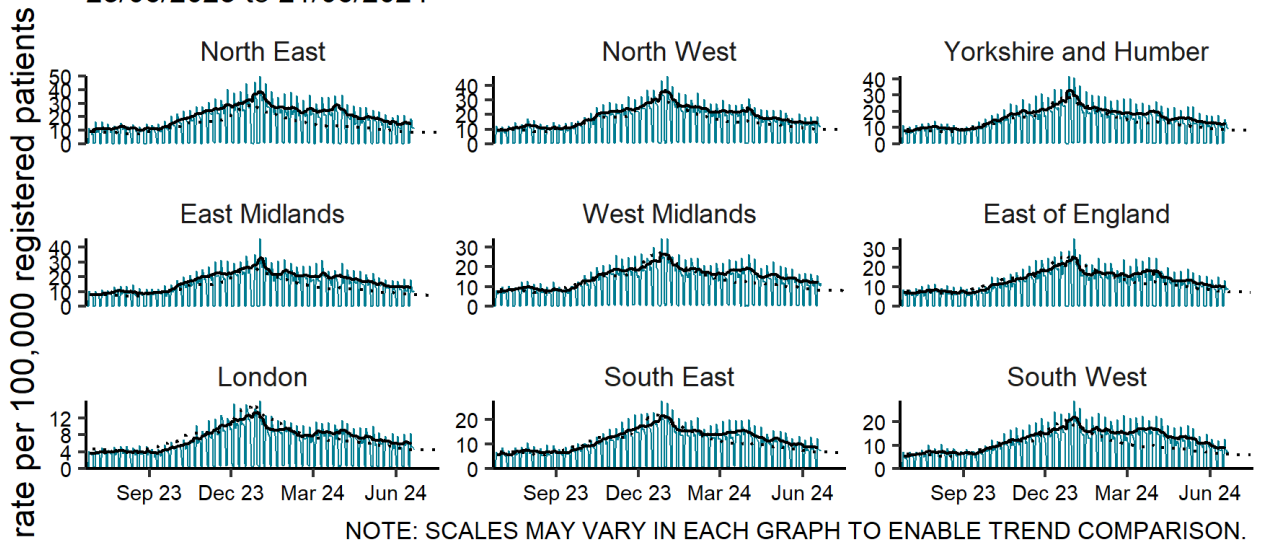 rate per 100,000 registered patients
North East
50
40
30
20
10
0
North West
40
30
20
10
0
Yorkshire and Humber
40
30
20
10
0
East Midlands
40
30
20
10
0
West Midlands
30
20
10
0
East of England
30
20
10
0
London
12
8
4
0
Sep 23 Dec 23 Mar 24 Jun 24
South East
20
10
0
Sep 23 Dec 23 Mar 24 Jun 24
South West
20
10
0
Sep 23 Dec 23 Mar 24 Jun 24
NOTE: SCALES MAY VARY IN EACH GRAPH TO ENABLE TREND COMPARISON.